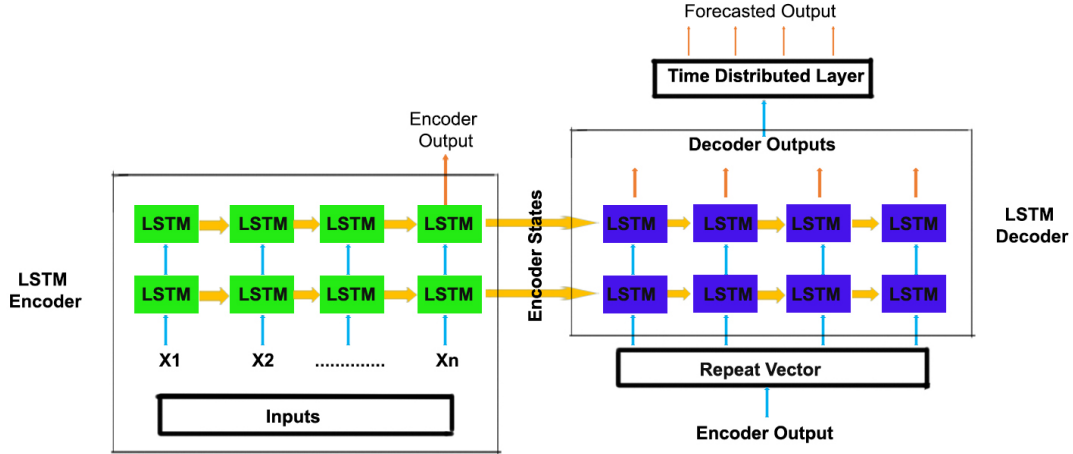 Forecasted Output
Time Distributed Layer
Encoder
Output
Decoder Outputs
LSTM LSTM LSTM LSTM
LSTM LSTM LSTM LSTM
LSTM
Encoder
X1 X2 .............. Xn
Inputs
Encoder States
LSTM LSTM LSTM LSTM
LSTM LSTM LSTM LSTM
LSTM
Decoder
Repeat Vector
Encoder Output